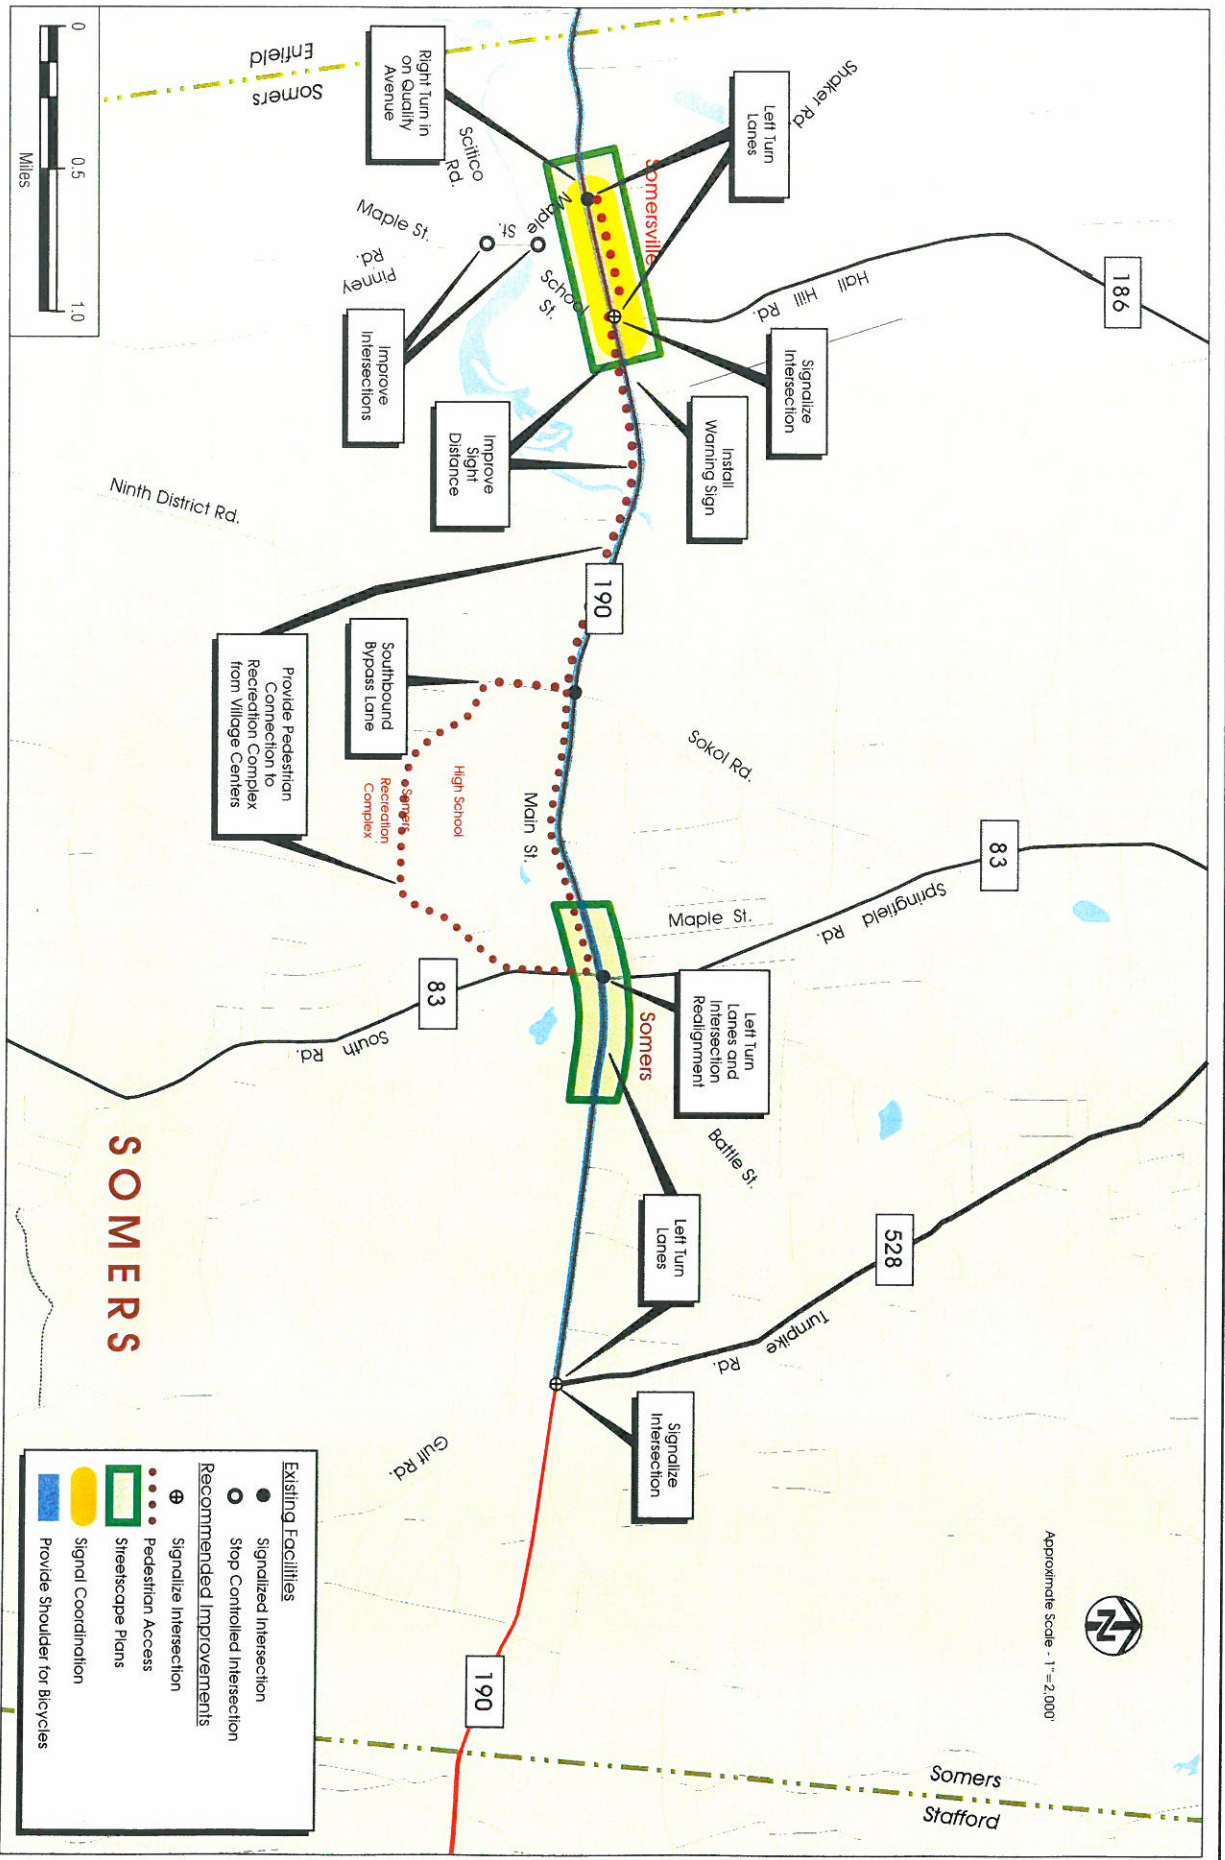 Approximate Scale - 1"=2,000'
N
186
83
528
Shaker Rd.
Hall Hill Rd.
Springfield Rd.
Turnpike Rd.
Somers
Stafford
Left Turn
Lanes
Signalize
Intersection
Install
Warning Sign
Sokol Rd.
Maple St.
Left Turn
Lanes and
Intersection
Realignment
Battle St.
Left Turn
Lanes
Signalize
Intersection
Somersville
Somers
190
190
Main St.
Right Turn in
on Quality
Avenue
Scitico
Rd.
Maple St.
School St.
Maple St.
Pinney
Rd.
Improve
Intersections
Improve
Sight
Distance
High School
Somers
Recreation
Complex
Southbound
Bypass Lane
83
South Rd.
Gulf Rd.
Enfield
Somers
Ninth District Rd.
Provide Pedestrian
Connection to
Recreation Complex
from Village Centers
SOMERS
0
0.5
1.0
Miles
Existing Facilities
Signalized Intersection
Stop Controlled Intersection
Recommended Improvements
Signalize Intersection
Pedestrian Access
Streetscape Plans
Signal Coordination
Provide Shoulder for Bicycles